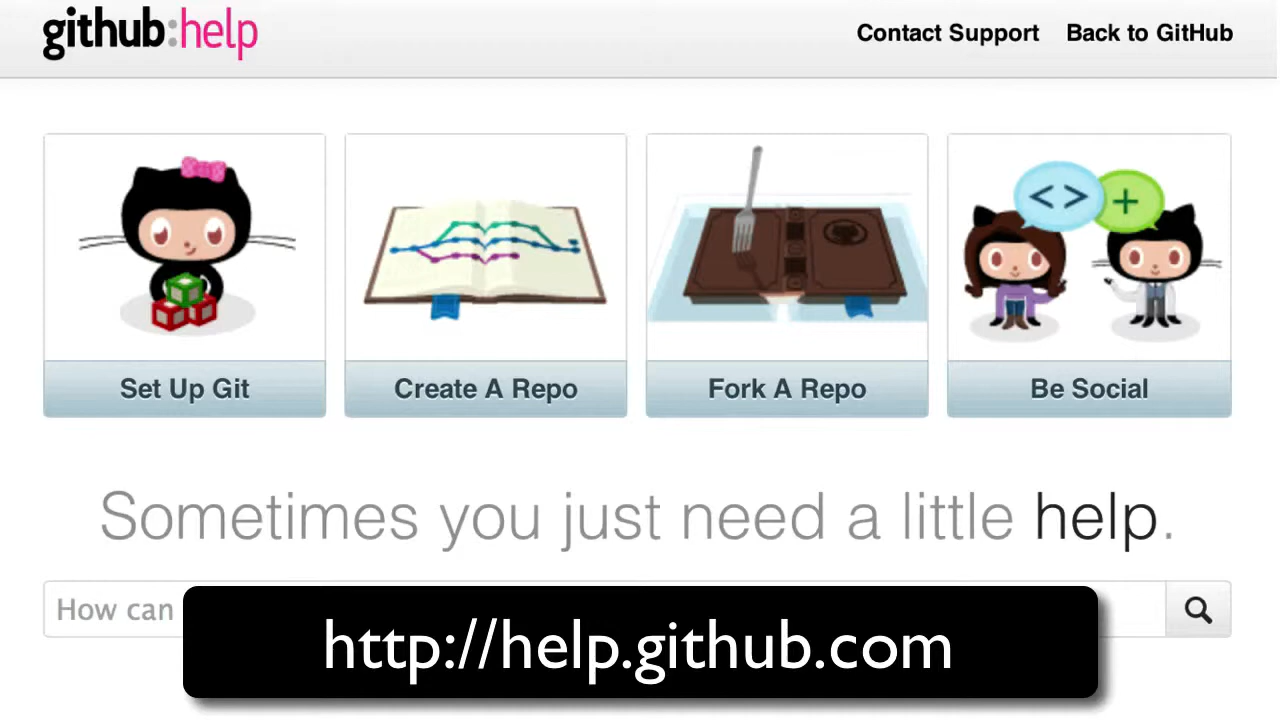 github:help
Contact Support
Back to GitHub
<>
+
Set Up Git
Create A Repo
Fork A Repo
Be Social
Sometimes you just need a little help.
How can
http://help.github.com